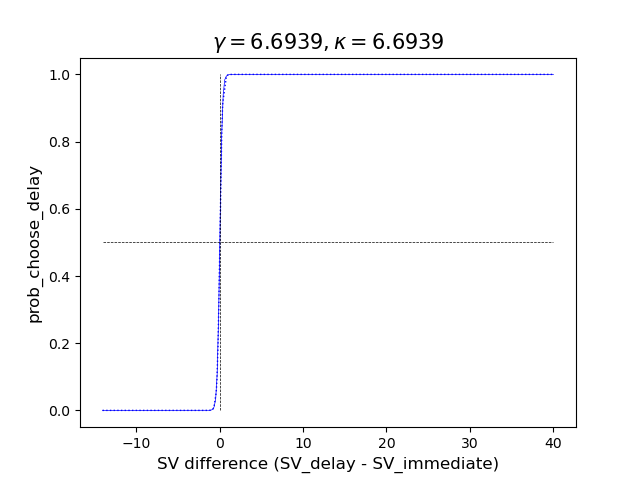 γ = 6.6939, κ = 6.6939
1.0
0.8
0.6
0.4
0.2
0.0
prob_choose_delay
−10 0 10 20 30 40
SV difference (SV_delay - SV_immediate)